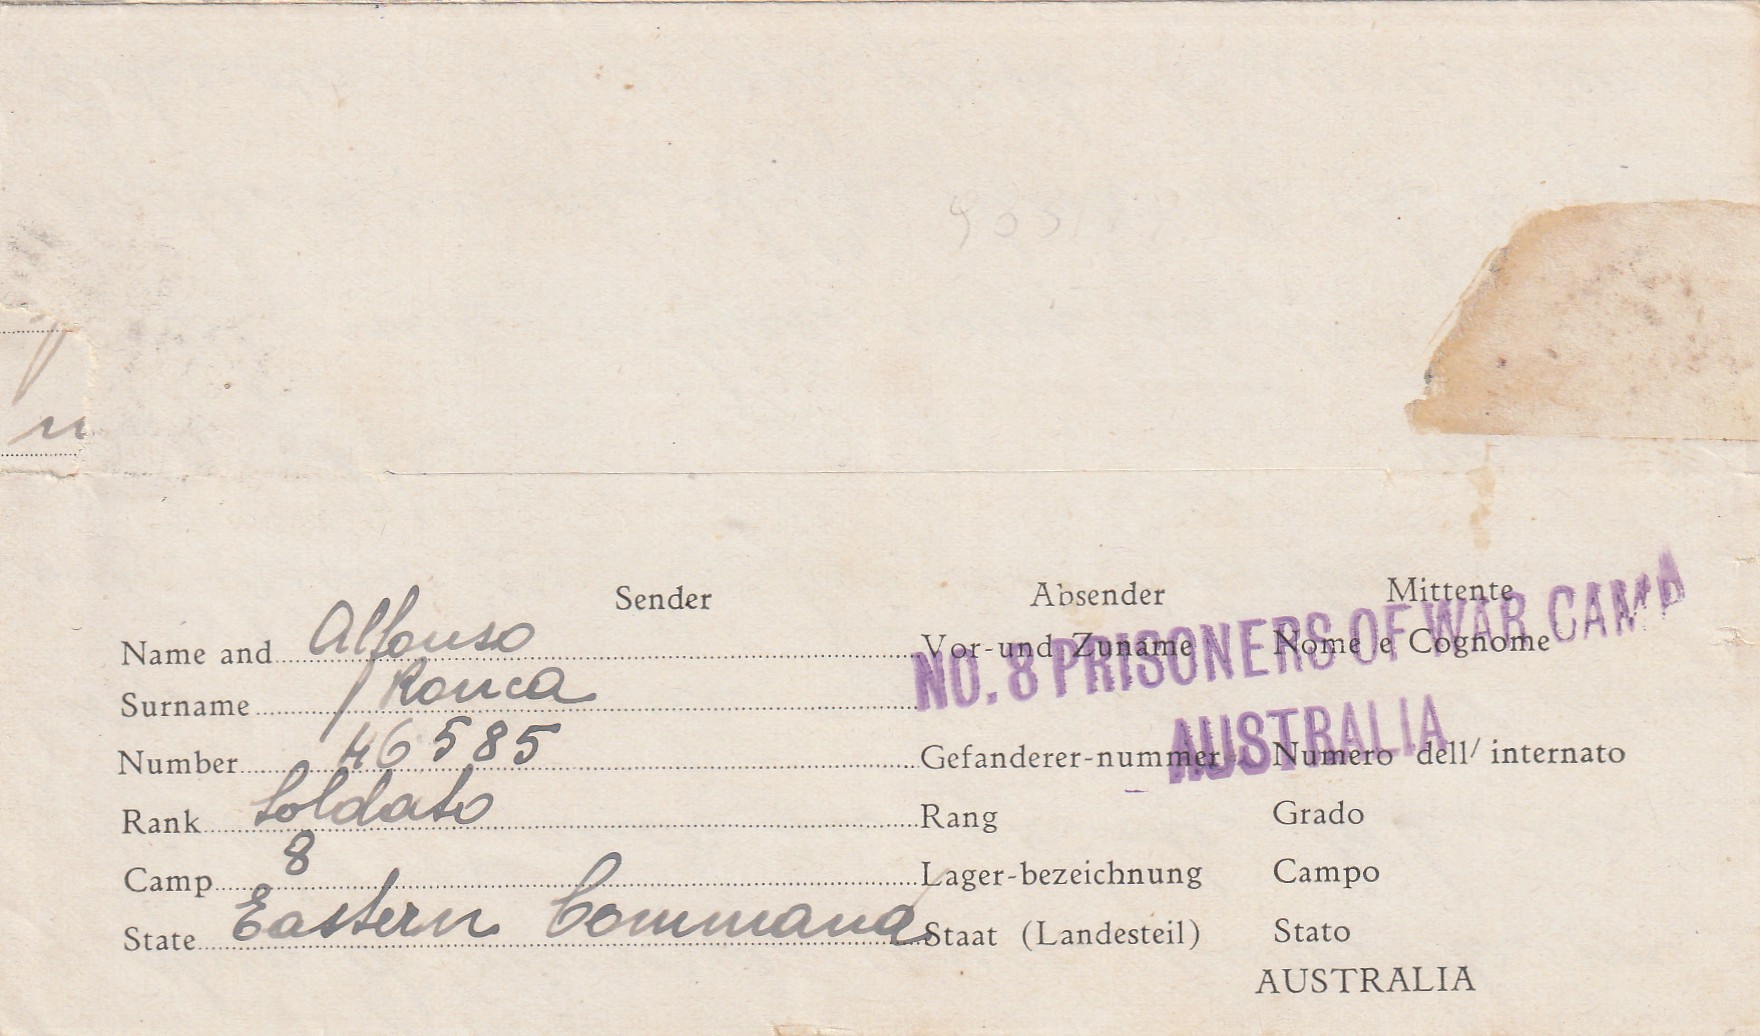 Sender Absender Mittente
Name and Alfonso Vor-und Zuname Nome e Cognome
Surname Ronca
NO. 8 PRISONERS OF WAR CAMP
AUSTRALIA
Number 46585 Gefanderer-nummer Numero dell' internato
Rank Soldato Rang Grado
Camp 8 Lager-bezeichnung Campo
State Eastern Command Staat (Landesteil) Stato
AUSTRALIA